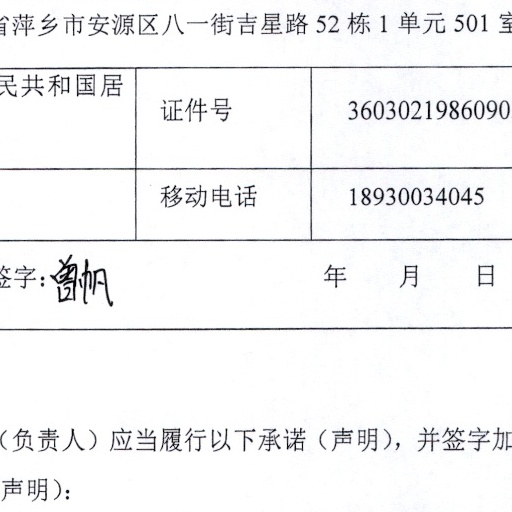 省萍乡市安源区八一街吉星路 52 栋 1 单元 501 室
民共和国居 证件号 3603021986090
移动电话 18930034045
签字: 曾帆 年 月 日
（负责人）应当履行以下承诺（声明），并签字加
声明）：